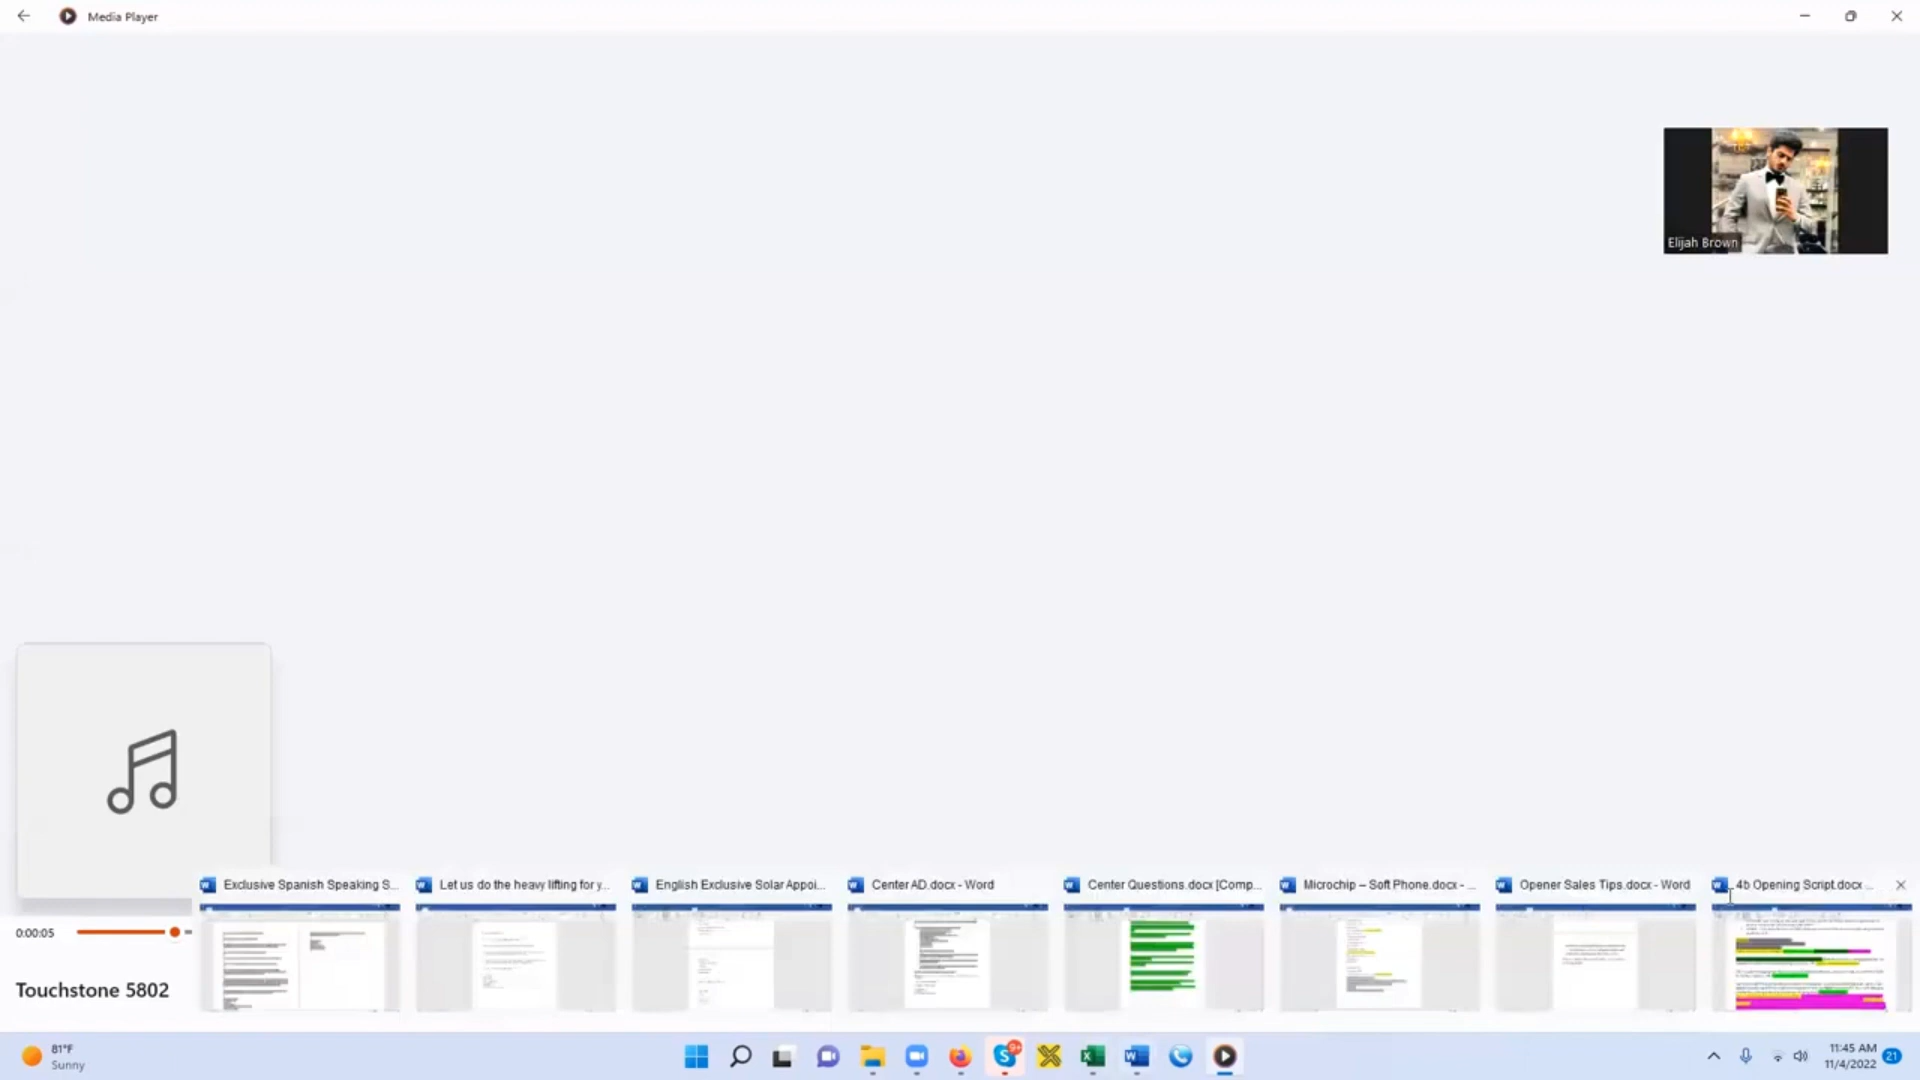 Media Player
Elijah Brown
Exclusive Spanish Speaking S...
Let us do the heavy lifting for y...
English Exclusive Solar Appoi...
Center AD.docx - Word
Center Questions.docx [Comp...
Microchip – Soft Phone.docx - ...
Opener Sales Tips.docx - Word
4b Opening Script.docx ...
0:00:05
Touchstone 5802
81°F
Sunny
9+
11:45 AM
11/4/2022
21